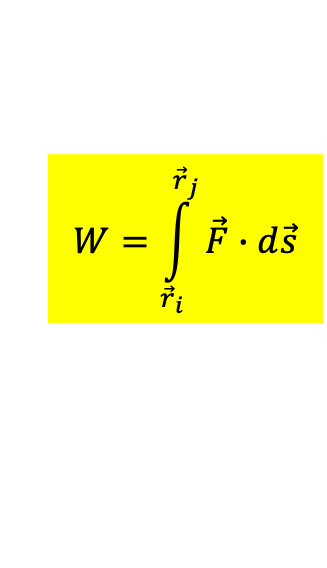 W = ∫_{r⃗_i}^{r⃗_j} F⃗ · ds⃗